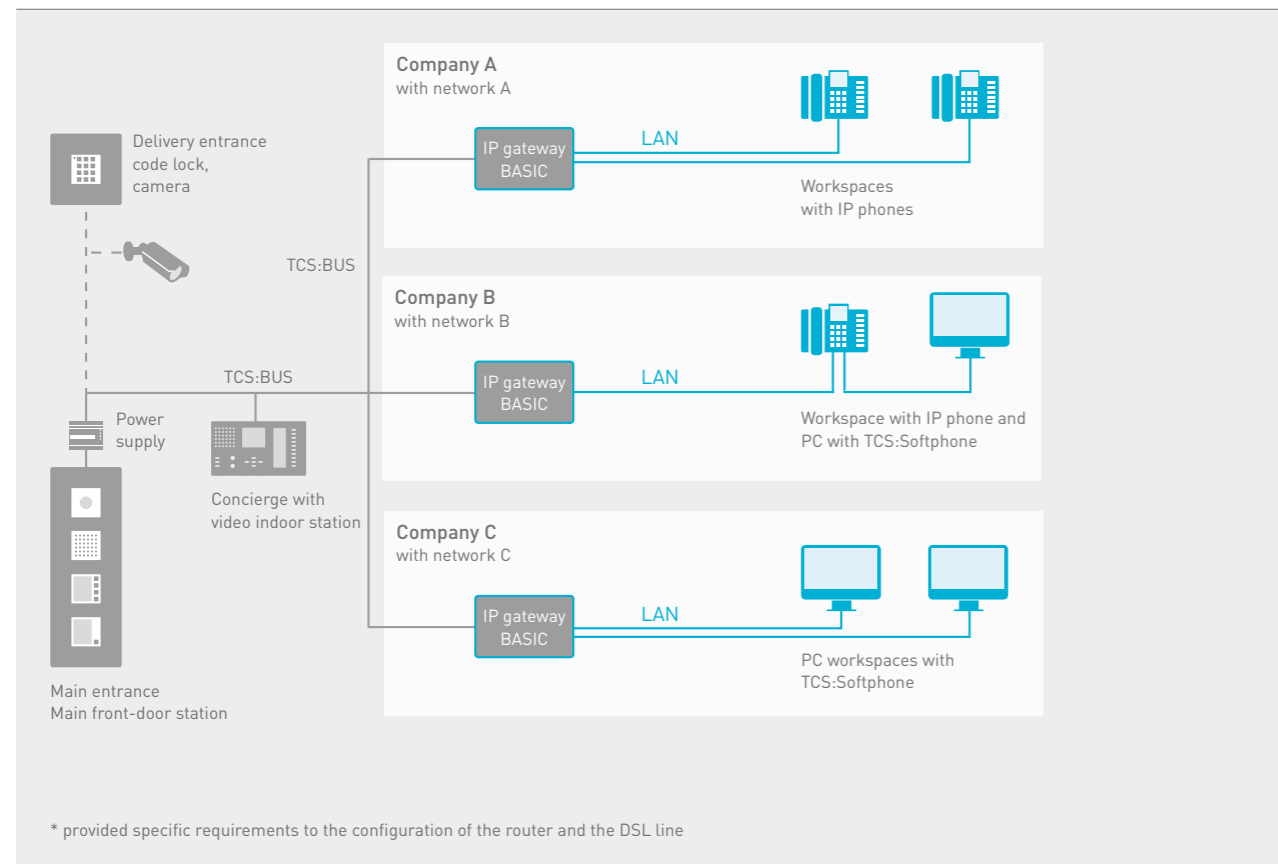 Company A
with network A
Delivery entrance
code lock,
camera
IP gateway
BASIC
LAN
Workspaces
with IP phones
TCS:BUS
Company B
with network B
TCS:BUS
IP gateway
BASIC
LAN
Power
supply
Workspace with IP phone and
PC with TCS:Softphone
Concierge with
video indoor station
Company C
with network C
IP gateway
BASIC
LAN
PC workspaces with
TCS:Softphone
Main entrance
Main front-door station
* provided specific requirements to the configuration of the router and the DSL line